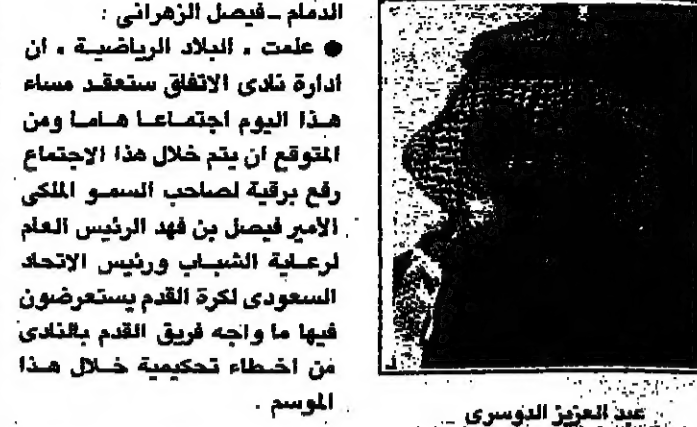 الدمام ـ فيصل الزهرانى :
● علمت « البلاد الرياضية » ان
ادارة نادى الاتفاق ستعقد مساء
هذا اليوم اجتماعا هاما ومن
المتوقع ان يتم خلال هذا الاجتماع
رفع برقية لصاحب السمو الملكى
الأمير فيصل بن فهد الرئيس العام
لرعاية الشباب ورئيس الاتحاد
السعودى لكرة القدم يستعرضون
فيها ما واجه فريق القدم بالنادى
من اخطاء تحكيمية خلال هذا
الموسم .
عبد العزيز الدوسرى